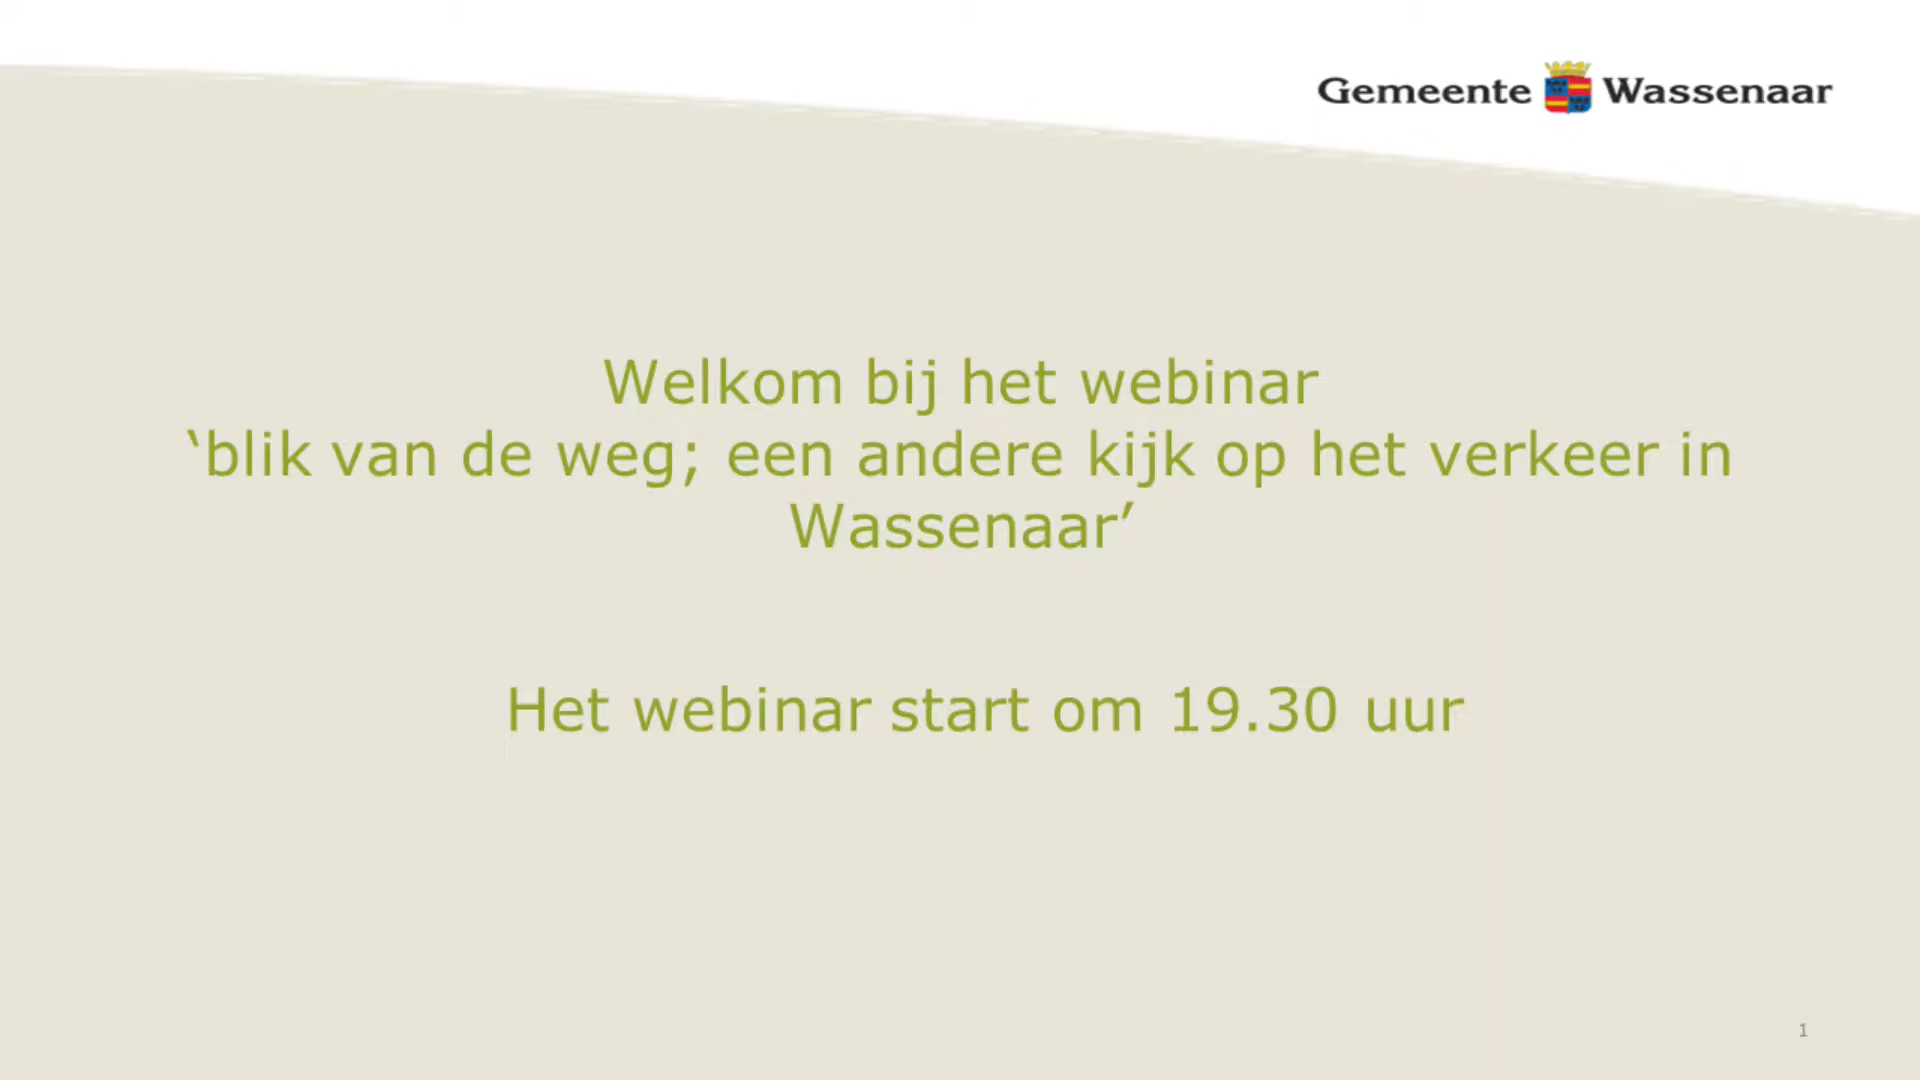 Gemeente Wassenaar
Welkom bij het webinar
‘blik van de weg; een andere kijk op het verkeer in
Wassenaar’
Het webinar start om 19.30 uur
1